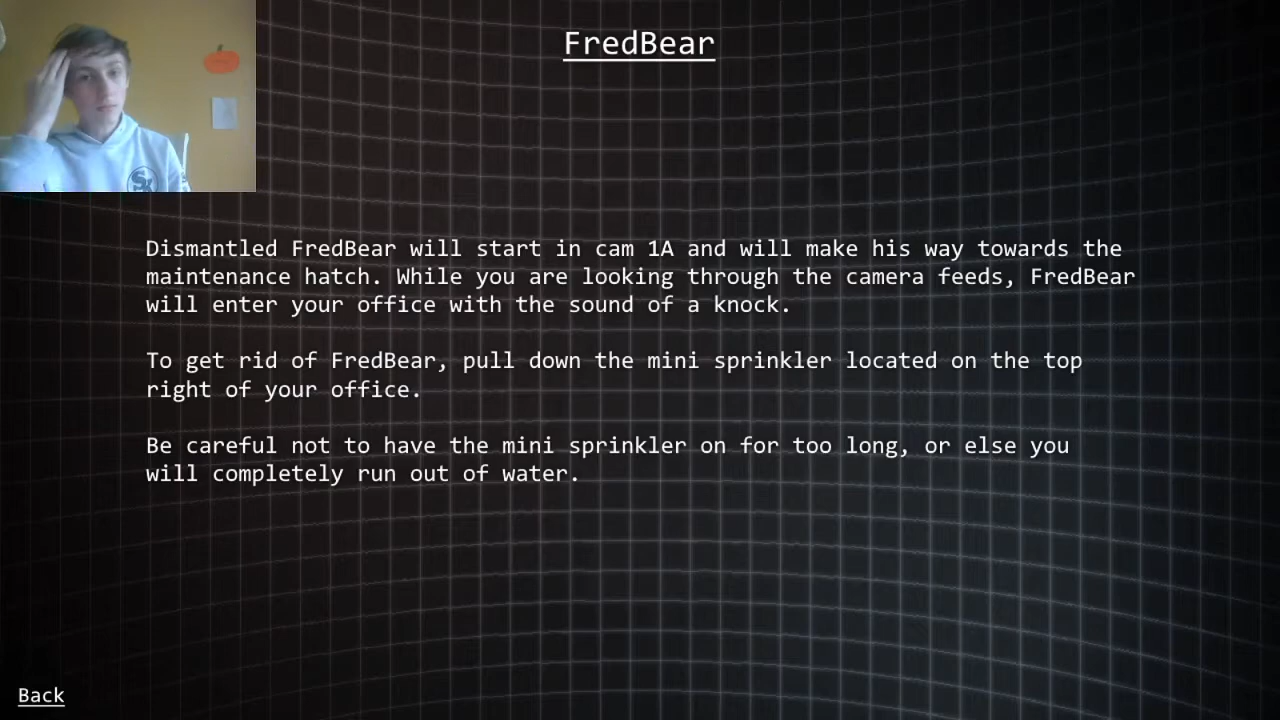 FredBear
Dismantled FredBear will start in cam 1A and will make his way towards the
maintenance hatch. While you are looking through the camera feeds, FredBear
will enter your office with the sound of a knock.
To get rid of FredBear, pull down the mini sprinkler located on the top
right of your office.
Be careful not to have the mini sprinkler on for too long, or else you
will completely run out of water.
Back